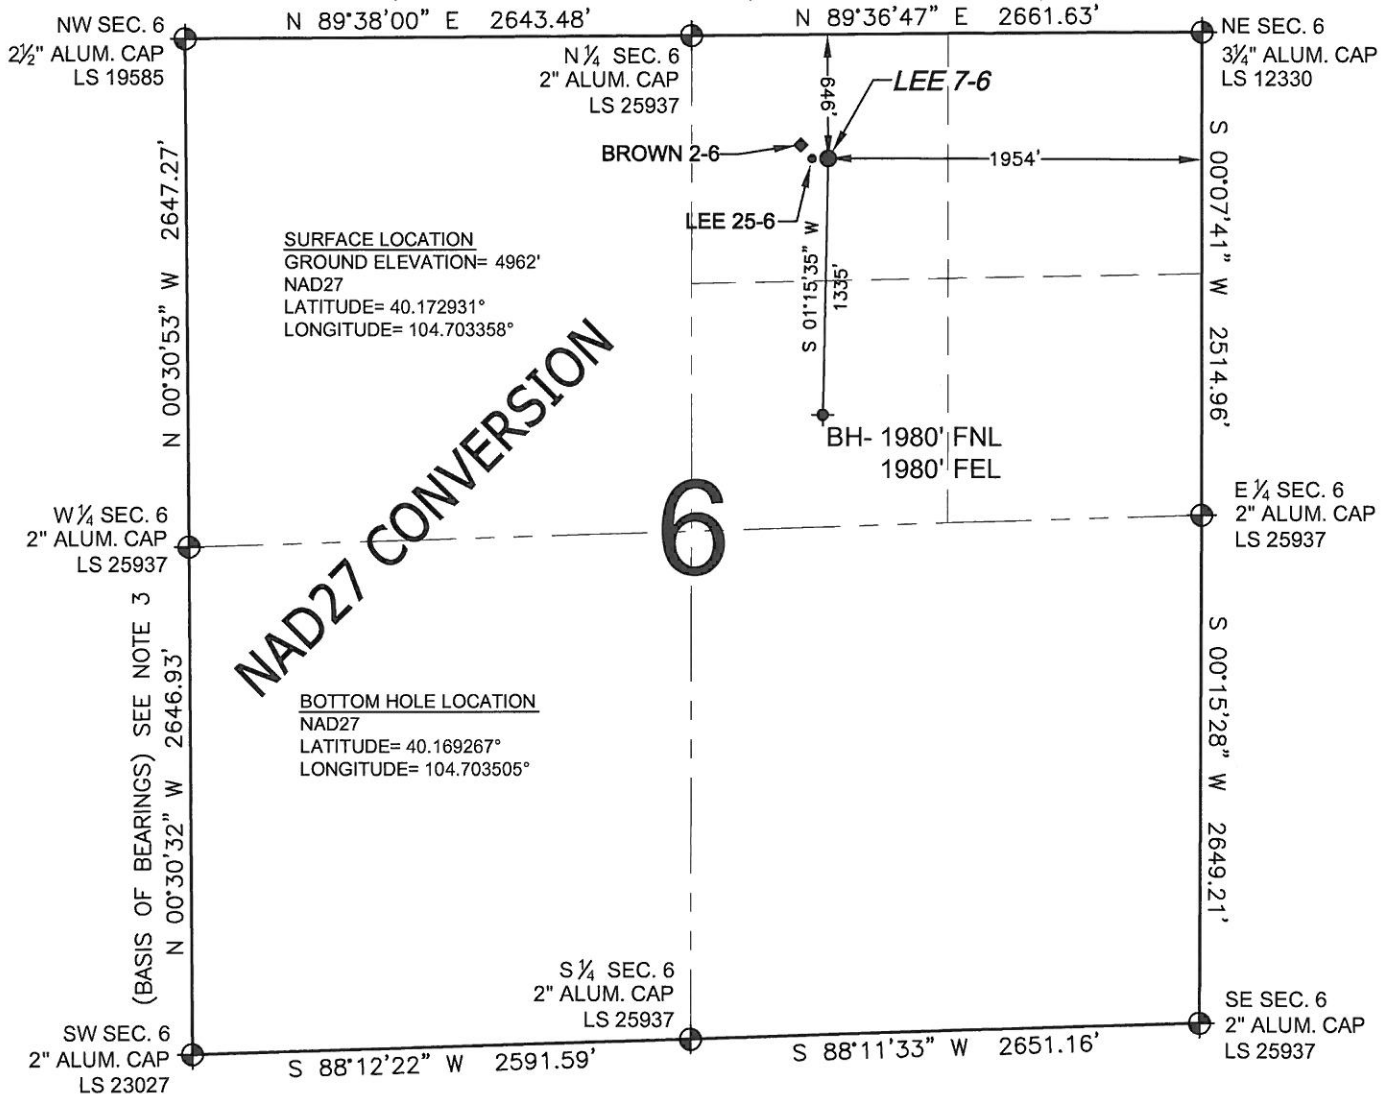 N 89°38'00" E 2643.48'
N 89°36'47" E 2661.63'
NW SEC. 6
2½" ALUM. CAP
LS 19585
N ¼ SEC. 6
2" ALUM. CAP
LS 25937
NE SEC. 6
3¼" ALUM. CAP
LS 12330
646'
LEE 7-6
BROWN 2-6
1954'
LEE 25-6
S 01°15'35" W
1335'
N 00°30'53" W 2647.27'
S 00°07'41" W 2514.96'
SURFACE LOCATION
GROUND ELEVATION= 4962'
NAD27
LATITUDE= 40.172931°
LONGITUDE= 104.703358°
NAD27 CONVERSION
BH- 1980' FNL
1980' FEL
6
W ¼ SEC. 6
2" ALUM. CAP
LS 25937
E ¼ SEC. 6
2" ALUM. CAP
LS 25937
(BASIS OF BEARINGS) SEE NOTE 3
N 00°30'32" W 2646.93'
S 00°15'28" W 2649.21'
BOTTOM HOLE LOCATION
NAD27
LATITUDE= 40.169267°
LONGITUDE= 104.703505°
SW SEC. 6
2" ALUM. CAP
LS 23027
S ¼ SEC. 6
2" ALUM. CAP
LS 25937
SE SEC. 6
2" ALUM. CAP
LS 25937
S 88°12'22" W 2591.59'
S 88°11'33" W 2651.16'